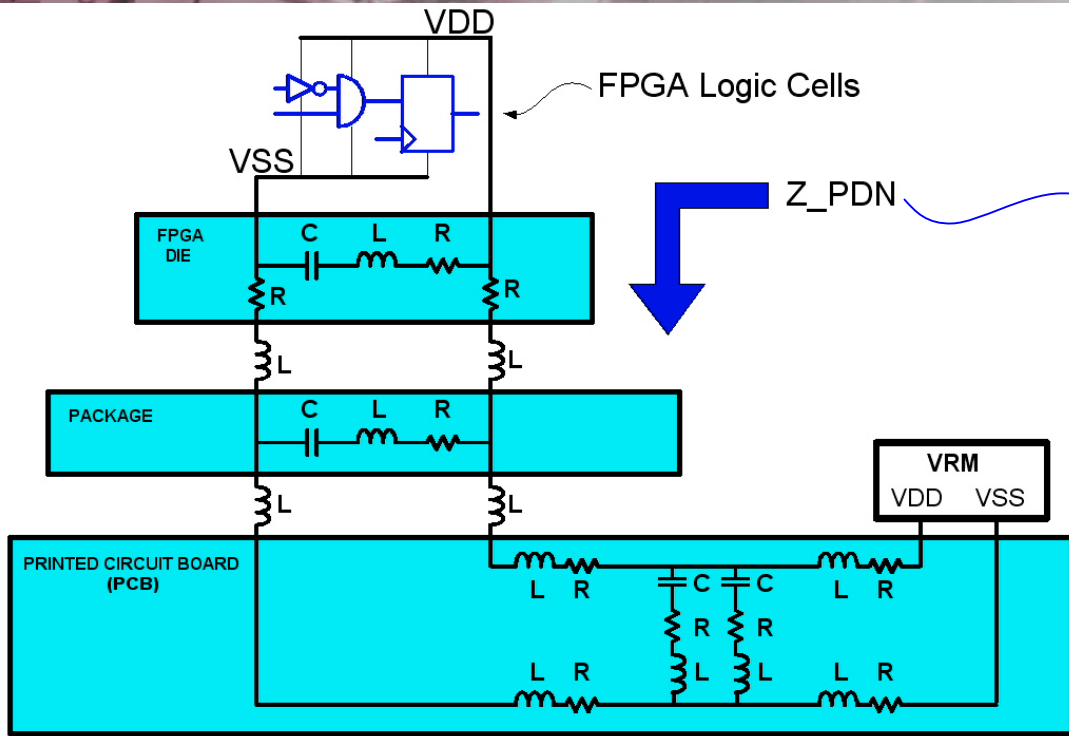 VDD
FPGA Logic Cells
VSS
Z_PDN
FPGA
DIE
C L R
R R
L L
PACKAGE
C L R
L L
VRM
VDD VSS
PRINTED CIRCUIT BOARD
(PCB)
L R
C C
L R
R R
R
L L
R
L
L